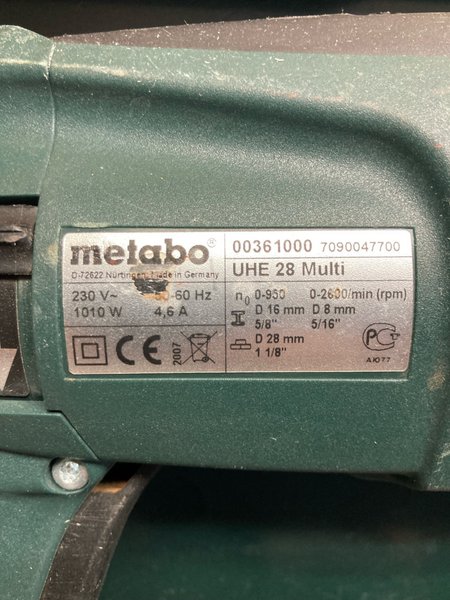 metabo®
D-72622 Nürtingen, Made in Germany
230 V~ 50-60 Hz
1010 W 4,6 A
CE 2007
00361000 7090047700
UHE 28 Multi
n0 0-950 0-2600/min (rpm)
D 16 mm D 8 mm
5/8" 5/16"
D 28 mm
1 1/8"
АЮ77